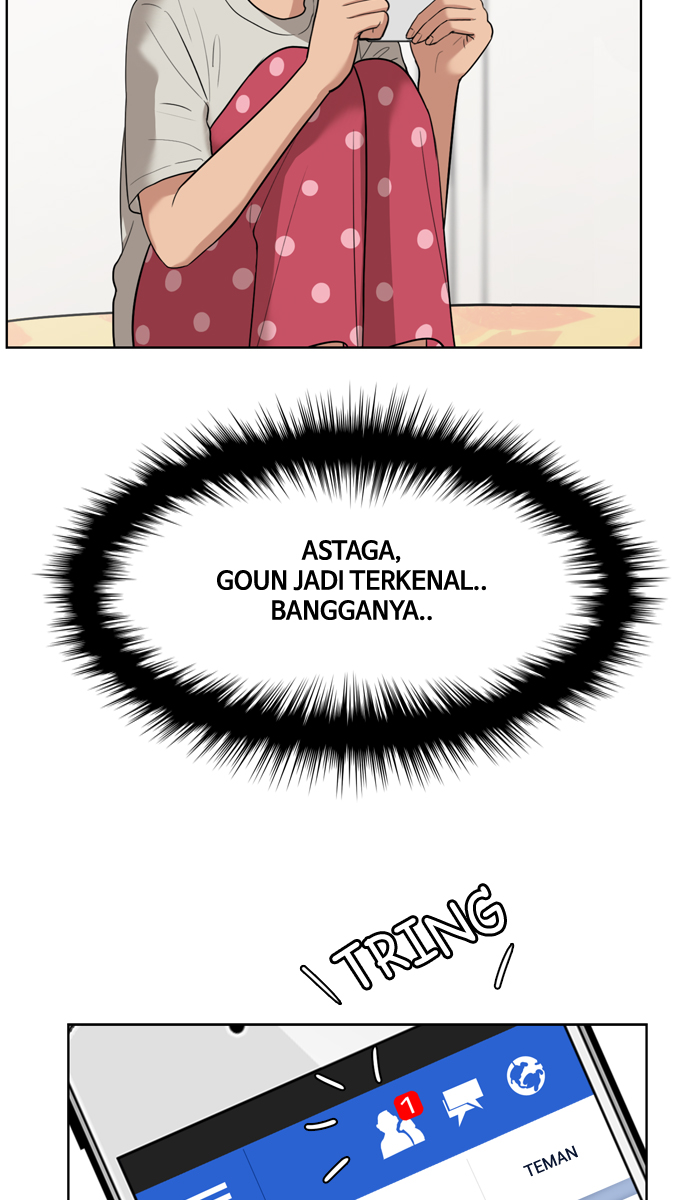 ASTAGA,
GOUN JADI TERKENAL..
BANGGANYA..
TRING
1
TEMAN